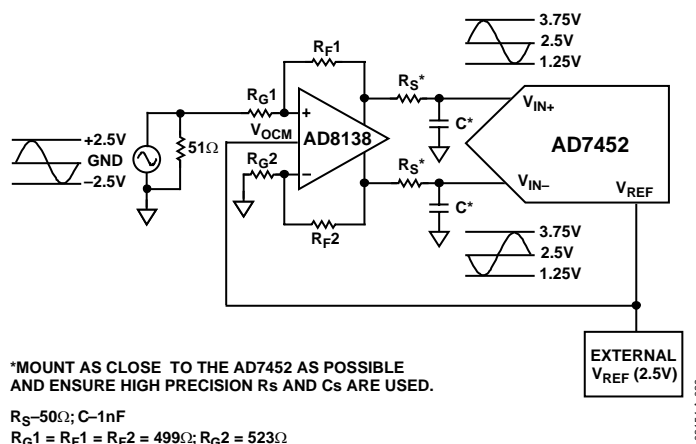 3.75V
2.5V
1.25V
RF1
RG1
RS*
VIN+
C*
+2.5V
GND
–2.5V
51Ω
VOCM
+
AD8138
–
AD7452
RG2
RS*
VIN–
C*
VREF
RF2
3.75V
2.5V
1.25V
EXTERNAL
VREF (2.5V)
*MOUNT AS CLOSE TO THE AD7452 AS POSSIBLE
AND ENSURE HIGH PRECISION Rs AND Cs ARE USED.
RS–50Ω; C–1nF
RG1 = RF1 = RF2 = 499Ω; RG2 = 523Ω